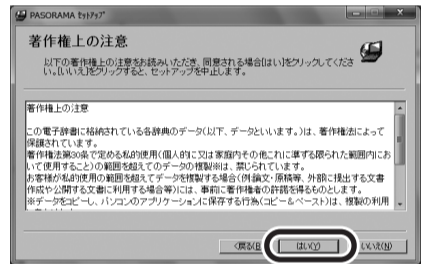 PASORAMA ｾｯﾄｱｯﾌﾟ
著作権上の注意
以下の著作権上の注意をお読みいただき、同意される場合[はい]をクリックしてくださ
い。[いいえ]をクリックすると、セットアップを中止します。
著作権上の注意
この電子辞書に格納されている各辞典のデータ(以下、データといいます。)は、著作権法によって
保護されています。
著作権法第30条で定める私的使用(個人的に又は家庭内その他これに準ずる限られた範囲内にお
いて使用すること)の範囲を超えてのデータの複製※は、禁じられています。
お客様が私的使用の範囲を超えてデータを複製する場合(例:論文・原稿等、外部に提出する文書
作成や公開する文書に利用する場合等)には、事前に著作権者の許諾を得るものとします。
※データをコピーし、パソコンのアプリケーションに保存する行為(コピー&ペースト)は、複製の利用
<戻る(B)
はい(Y)
いいえ(N)